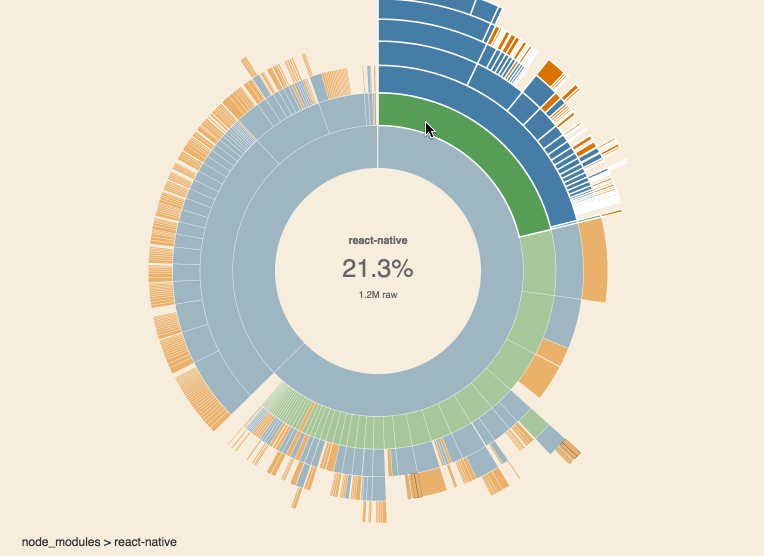 react-native
21.3%
1.2M raw
node_modules > react-native